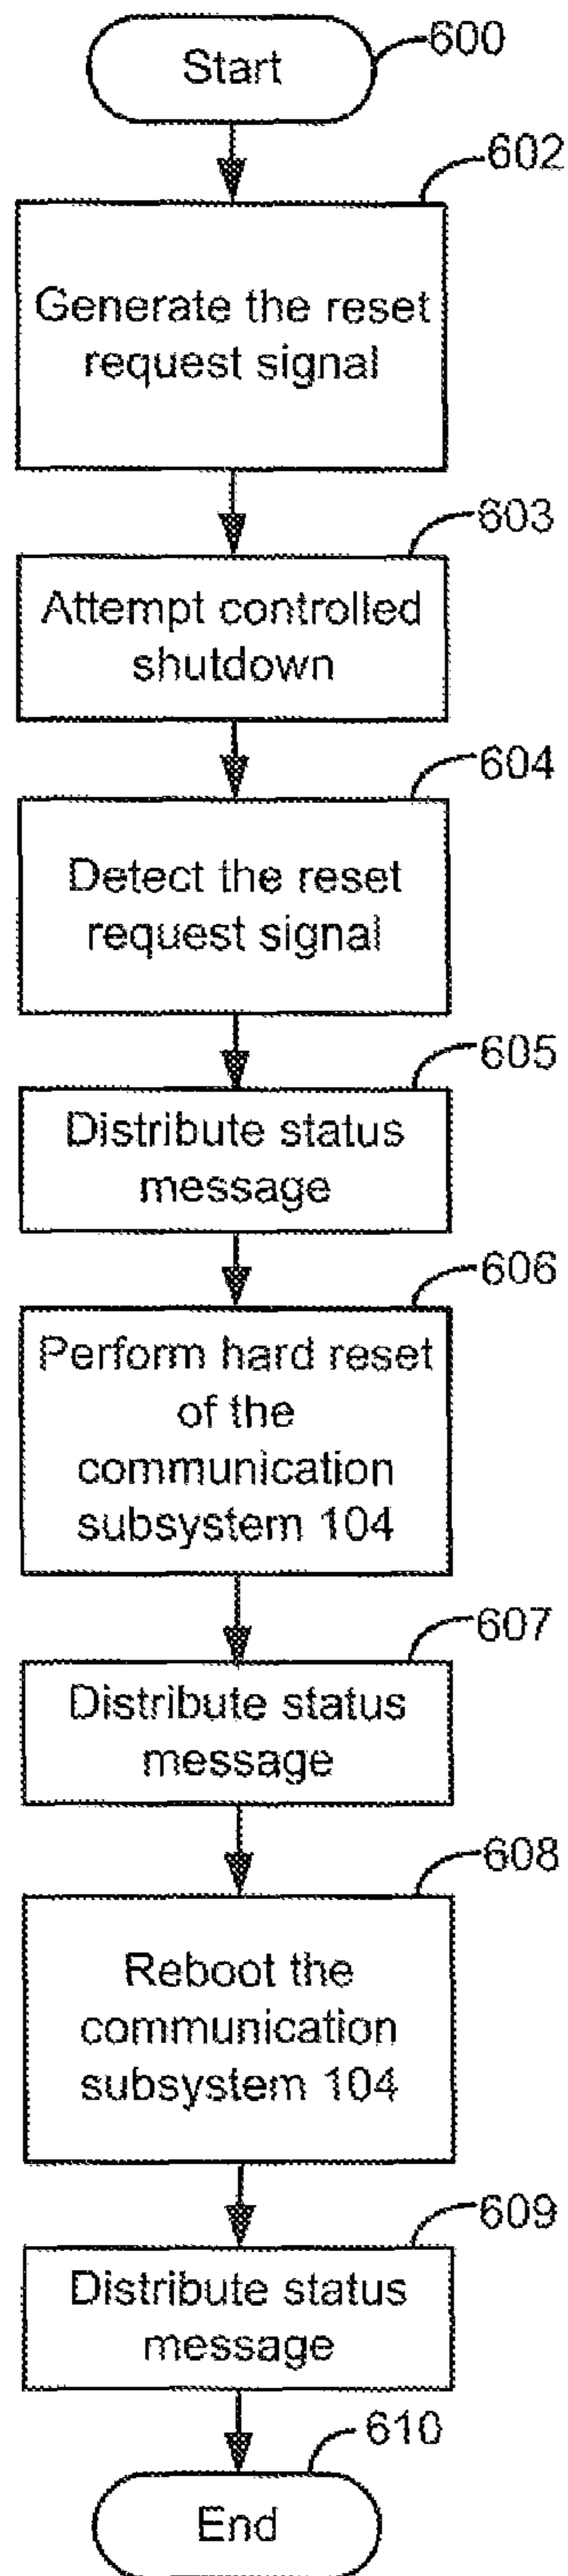 Start
600
602
Generate the reset
request signal
603
Attempt controlled
shutdown
604
Detect the reset
request signal
605
Distribute status
message
606
Perform hard reset
of the
communication
subsystem 104
607
Distribute status
message
608
Reboot the
communication
subsystem 104
609
Distribute status
message
610
End